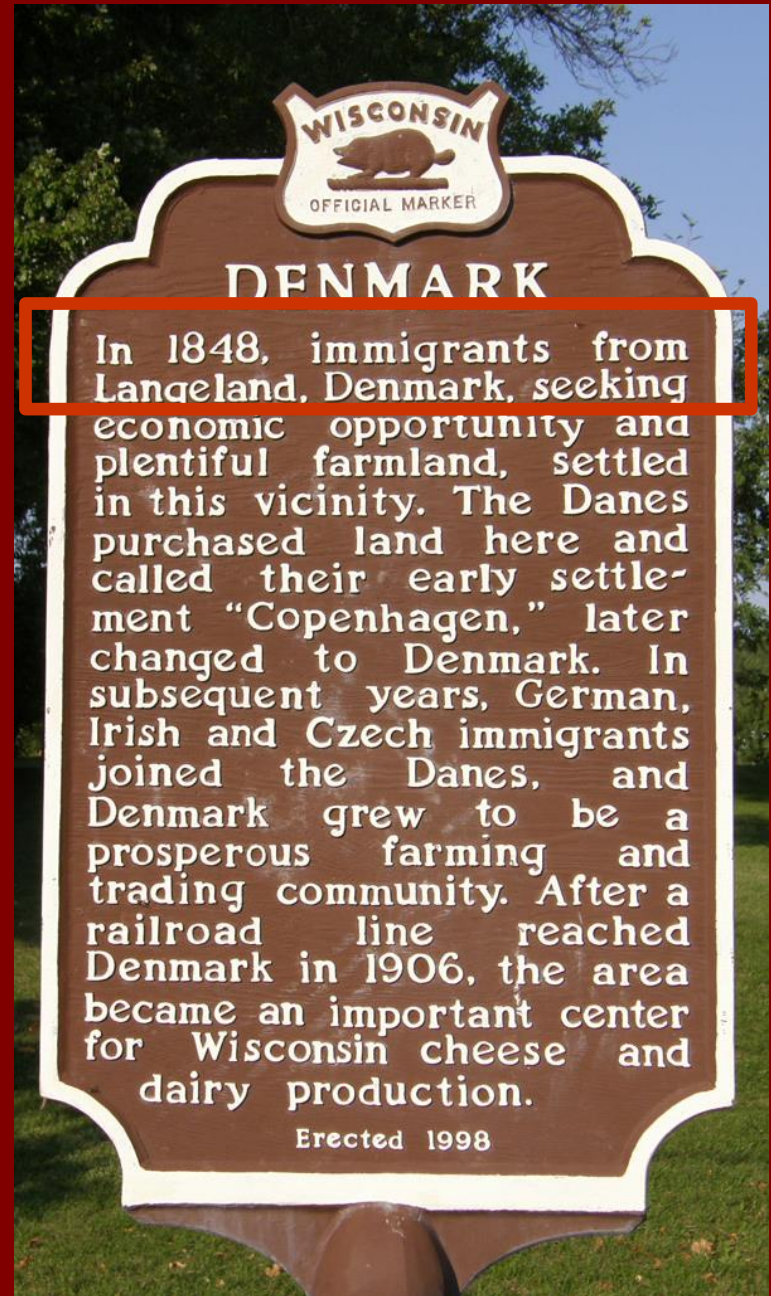 WISCONSIN
OFFICIAL MARKER
DENMARK
In 1848, immigrants from
Langeland, Denmark, seeking
economic opportunity and
plentiful farmland, settled
in this vicinity. The Danes
purchased land here and
called their early settle-
ment “Copenhagen,” later
changed to Denmark. In
subsequent years, German,
Irish and Czech immigrants
joined the Danes, and
Denmark grew to be a
prosperous farming and
trading community. After a
railroad line reached
Denmark in 1906, the area
became an important center
for Wisconsin cheese and
dairy production.
Erected 1998